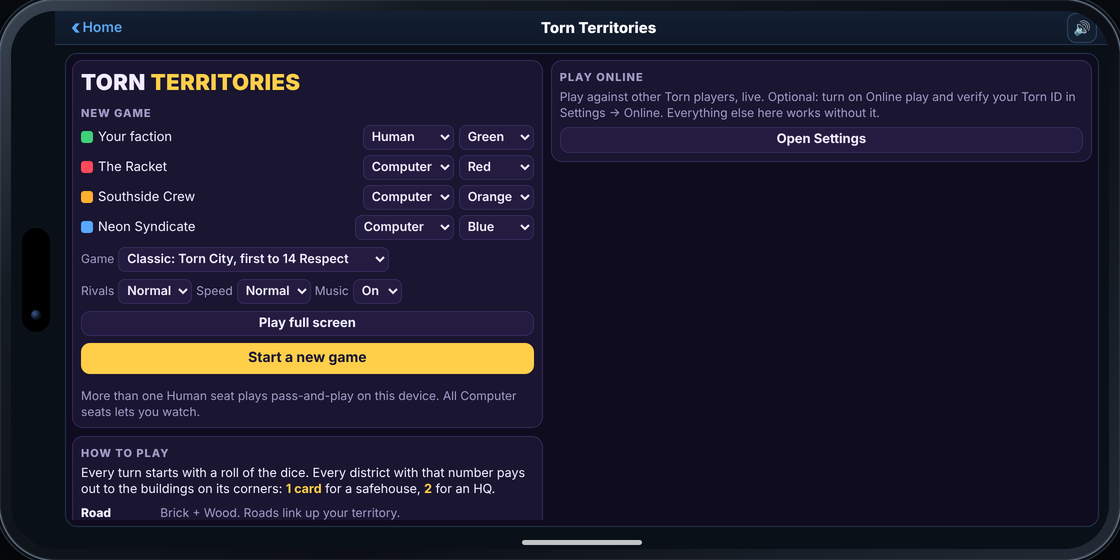 Home
Torn Territories
TORN TERRITORIES
NEW GAME
Your faction Human Green
The Racket Computer Red
Southside Crew Computer Orange
Neon Syndicate Computer Blue
Game Classic: Torn City, first to 14 Respect
Rivals Normal Speed Normal Music On
Play full screen
Start a new game
More than one Human seat plays pass-and-play on this device. All Computer
seats lets you watch.
HOW TO PLAY
Every turn starts with a roll of the dice. Every district with that number pays
out to the buildings on its corners: 1 card for a safehouse, 2 for an HQ.
Road Brick + Wood. Roads link up your territory.
PLAY ONLINE
Play against other Torn players, live. Optional: turn on Online play and verify your Torn ID in
Settings → Online. Everything else here works without it.
Open Settings